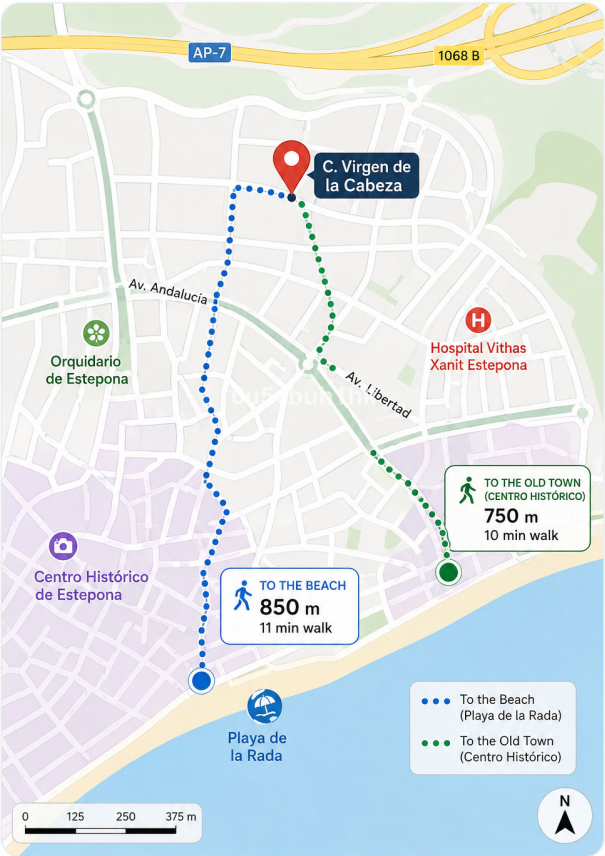 AP-7
1068 B
C. Virgen de
la Cabeza
Av. Andalucía
Orquidario
de Estepona
H
Hospital Vithas
Xanit Estepona
Av. Libertad
TO THE OLD TOWN
(CENTRO HISTÓRICO)
750 m
10 min walk
Centro Histórico
de Estepona
TO THE BEACH
850 m
11 min walk
Playa de
la Rada
To the Beach
(Playa de la Rada)
To the Old Town
(Centro Histórico)
0 125 250 375 m
N